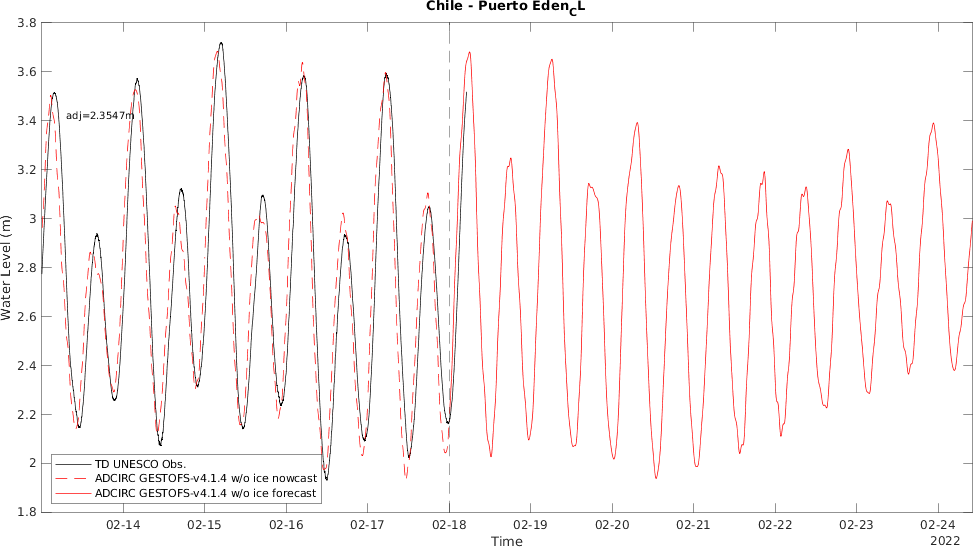 Chile - Puerto Eden_CL
3.8
3.6
3.4
3.2
3
2.8
2.6
2.4
2.2
2
1.8
Water Level (m)
adj=2.3547m
TD UNESCO Obs.
ADCIRC GESTOFS-v4.1.4 w/o ice nowcast
ADCIRC GESTOFS-v4.1.4 w/o ice forecast
02-14 02-15 02-16 02-17 02-18 02-19 02-20 02-21 02-22 02-23 02-24
Time
2022